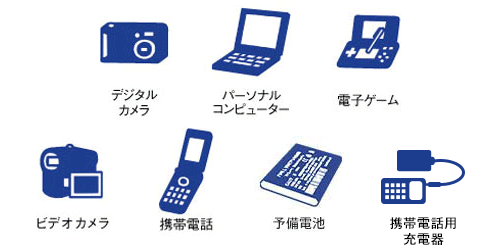 デジタル
カメラ
パーソナル
コンピューター
電子ゲーム
ビデオカメラ
携帯電話
予備電池
携帯電話用
充電器